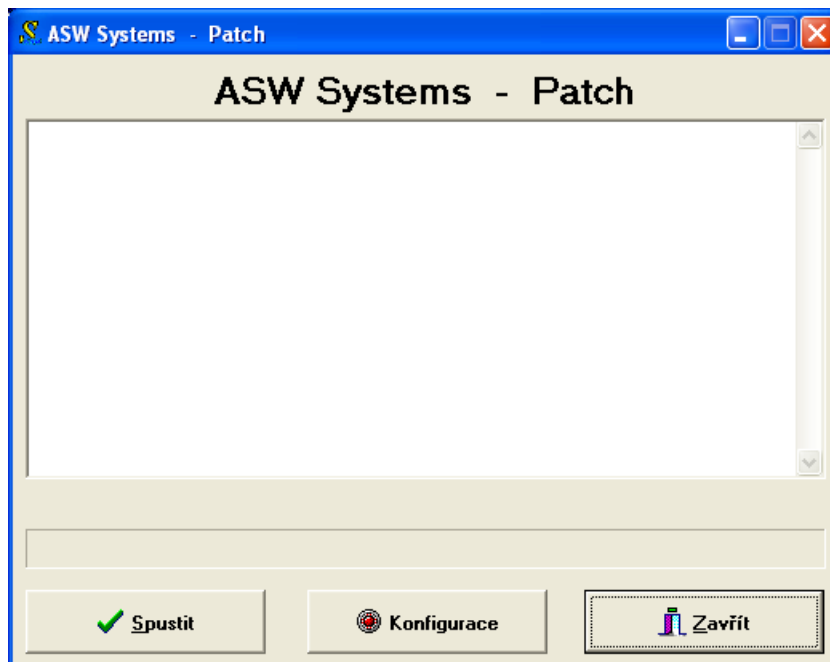 ASW Systems - Patch
ASW Systems - Patch
Spustit
Konfigurace
Zavřít